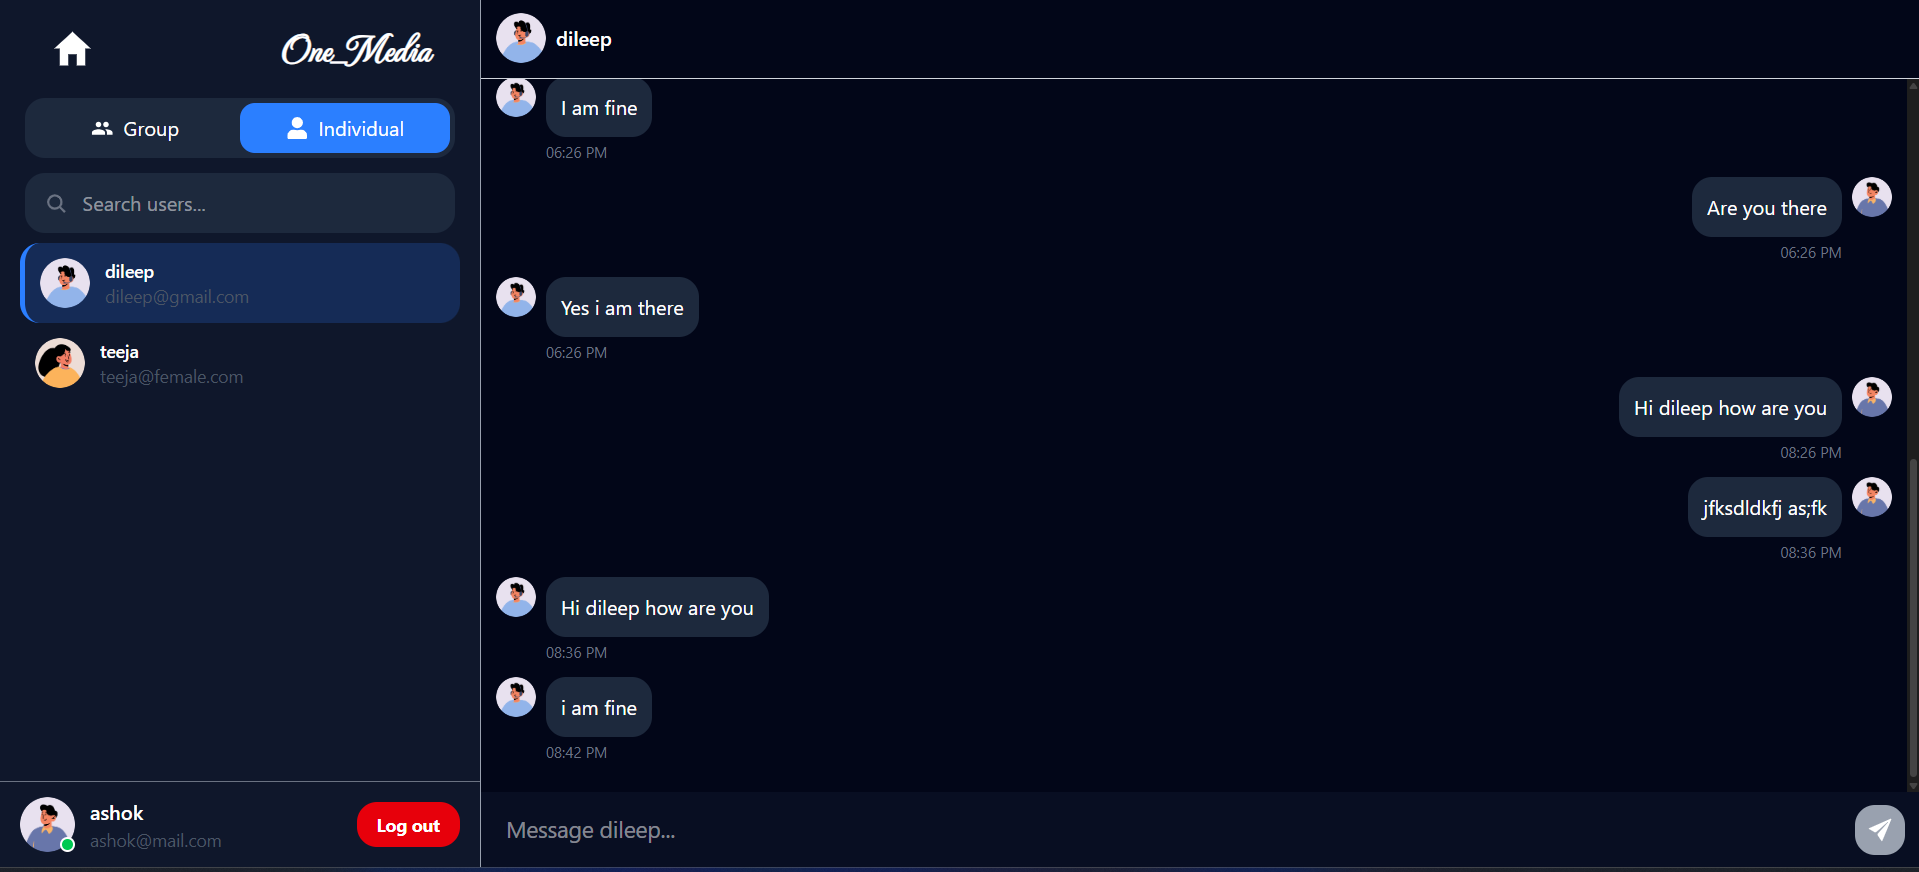 One_Media
Group
Individual
Search users...
dileep
dileep@gmail.com
teeja
teeja@female.com
ashok
ashok@mail.com
Log out
dileep
I am fine
06:26 PM
Are you there
06:26 PM
Yes i am there
06:26 PM
Hi dileep how are you
08:26 PM
jfksdldkfj as;fk
08:36 PM
Hi dileep how are you
08:36 PM
i am fine
08:42 PM
Message dileep...